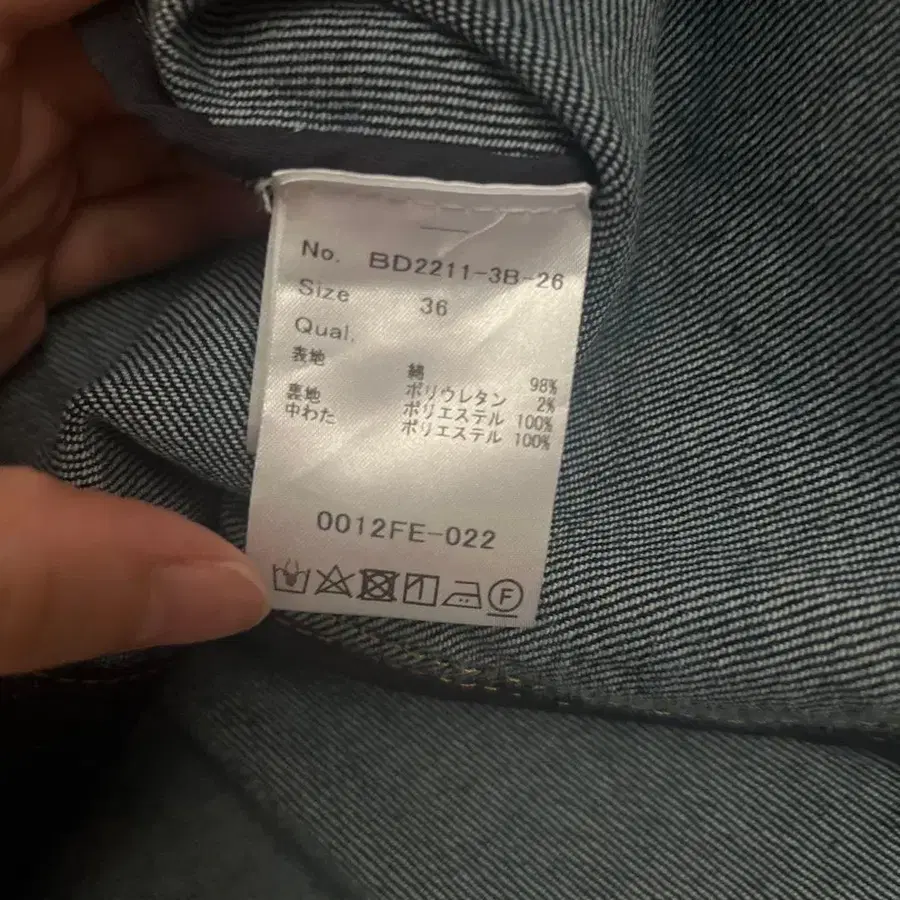 No. BD2211-3B-26
Size 36
Qual.
表地 綿 98%
ポリウレタン 2%
裏地 ポリエステル 100%
中わた ポリエステル 100%
0012FE-022
F